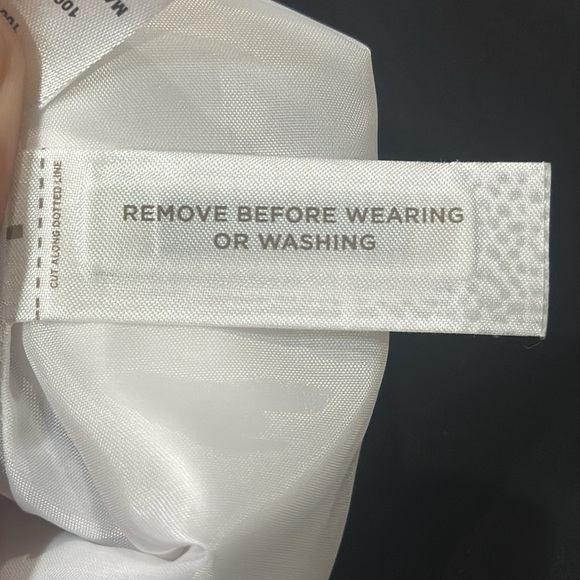 REMOVE BEFORE WEARING
OR WASHING
CUT ALONG DOTTED LINE